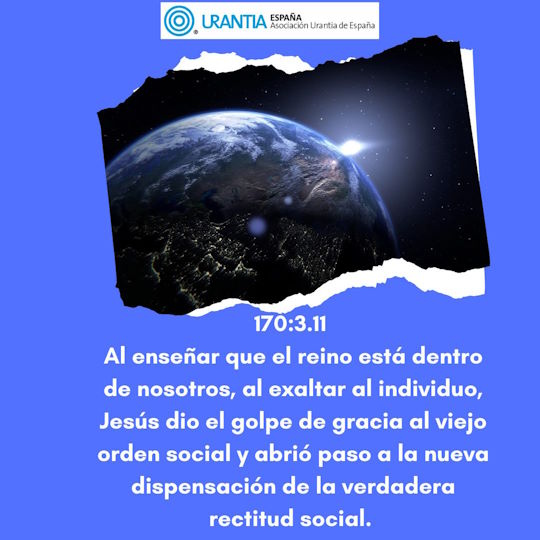 URANTIA ESPAÑA
® Asociación Urantia de España
170:3.11
Al enseñar que el reino está dentro
de nosotros, al exaltar al individuo,
Jesús dio el golpe de gracia al viejo
orden social y abrió paso a la nueva
dispensación de la verdadera
rectitud social.